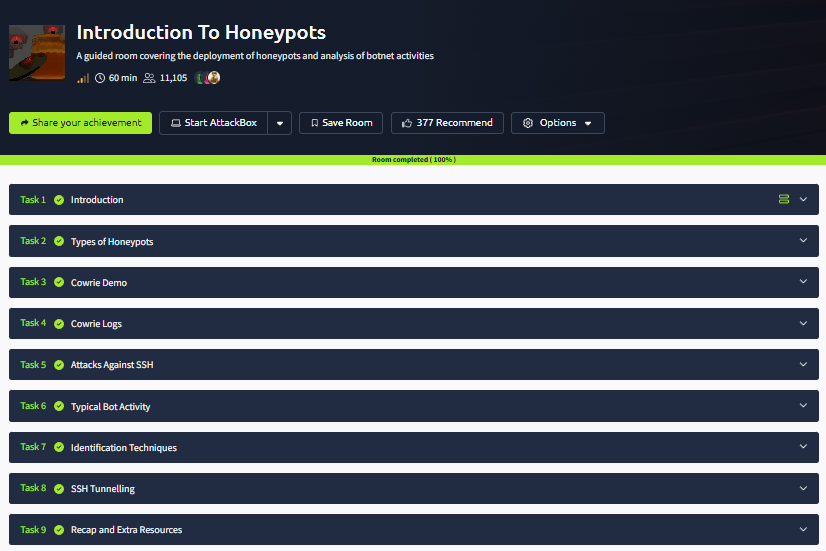 Introduction To Honeypots
A guided room covering the deployment of honeypots and analysis of botnet activities
60 min 11,105
Share your achievement Start AttackBox Save Room 377 Recommend Options
Room completed ( 100% )
Task 1 Introduction
Task 2 Types of Honeypots
Task 3 Cowrie Demo
Task 4 Cowrie Logs
Task 5 Attacks Against SSH
Task 6 Typical Bot Activity
Task 7 Identification Techniques
Task 8 SSH Tunnelling
Task 9 Recap and Extra Resources